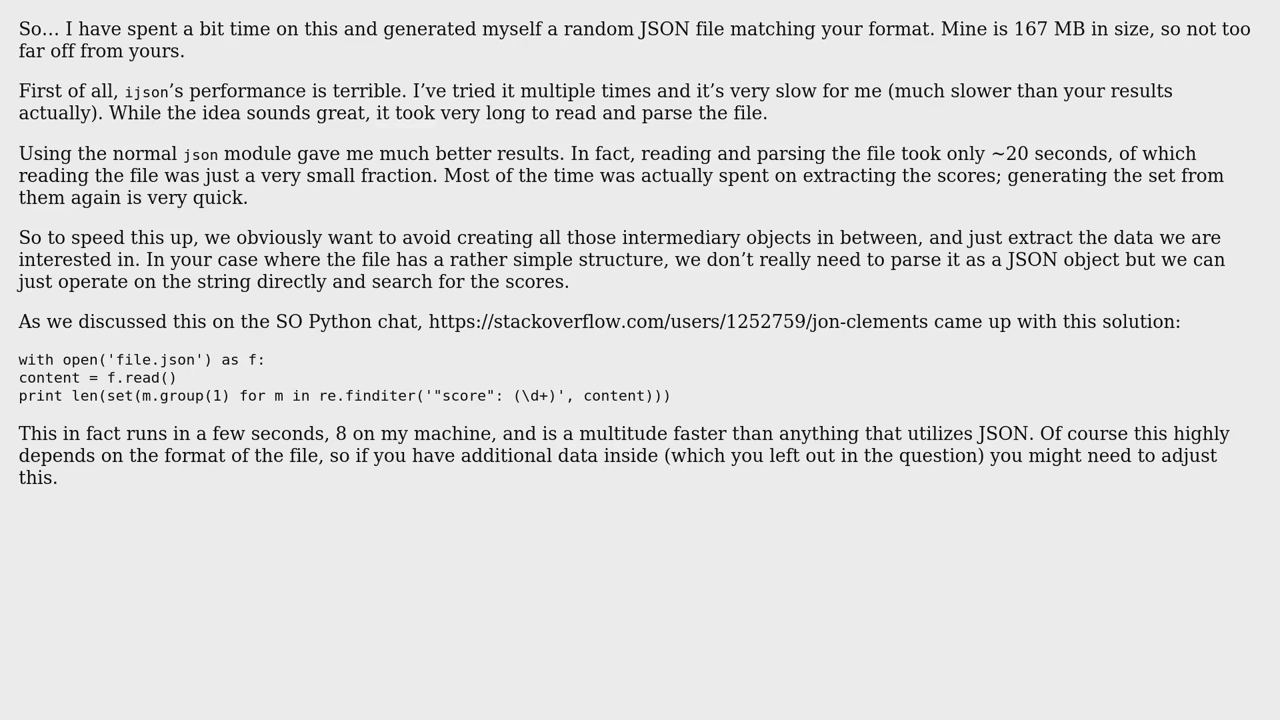 So… I have spent a bit time on this and generated myself a random JSON file matching your format. Mine is 167 MB in size, so not too
far off from yours.
First of all, ijson’s performance is terrible. I’ve tried it multiple times and it’s very slow for me (much slower than your results
actually). While the idea sounds great, it took very long to read and parse the file.
Using the normal json module gave me much better results. In fact, reading and parsing the file took only ~20 seconds, of which
reading the file was just a very small fraction. Most of the time was actually spent on extracting the scores; generating the set from
them again is very quick.
So to speed this up, we obviously want to avoid creating all those intermediary objects in between, and just extract the data we are
interested in. In your case where the file has a rather simple structure, we don’t really need to parse it as a JSON object but we can
just operate on the string directly and search for the scores.
As we discussed this on the SO Python chat, https://stackoverflow.com/users/1252759/jon-clements came up with this solution:
with open('file.json') as f:
content = f.read()
print len(set(m.group(1) for m in re.finditer('"score": (\d+)', content)))
This in fact runs in a few seconds, 8 on my machine, and is a multitude faster than anything that utilizes JSON. Of course this highly
depends on the format of the file, so if you have additional data inside (which you left out in the question) you might need to adjust
this.